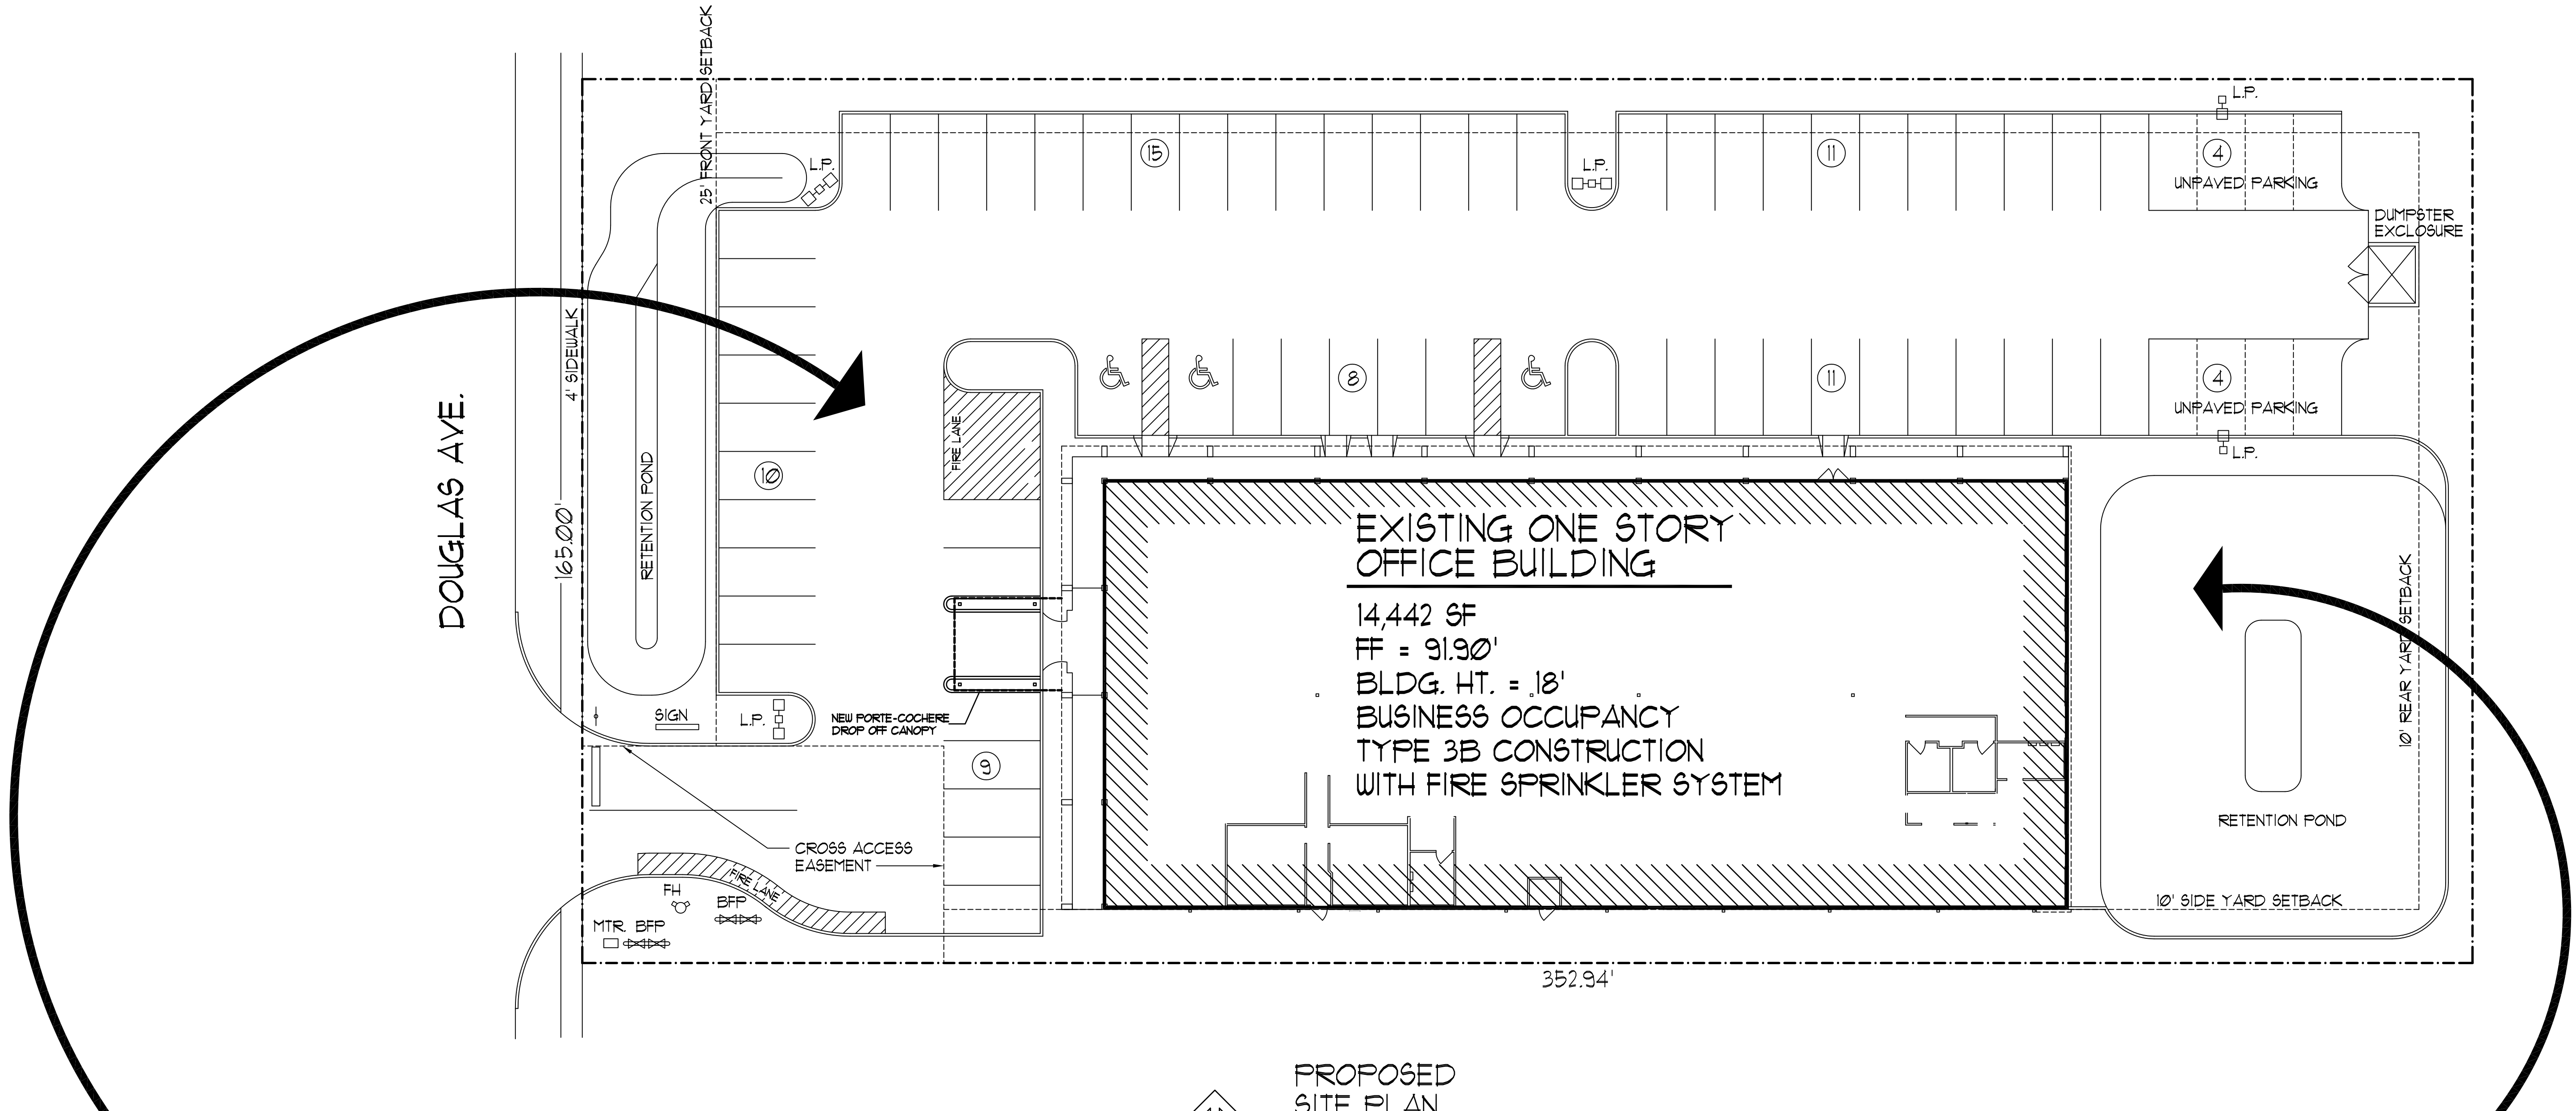 25' FRONT YARD SETBACK
L.P.
L.P.
L.P.
15
11
4
UNPAVED PARKING
DUMPSTER
EXCLOSURE
4' SIDEWALK
DOUGLAS AVE.
165.00'
RETENTION POND
10
FIRE LANE
8
11
4
UNPAVED PARKING
L.P.
EXISTING ONE STORY
OFFICE BUILDING
14,442 SF
FF = 91.90'
BLDG. HT. = 18'
BUSINESS OCCUPANCY
TYPE 3B CONSTRUCTION
WITH FIRE SPRINKLER SYSTEM
10' REAR YARD SETBACK
RETENTION POND
10' SIDE YARD SETBACK
SIGN
L.P.
NEW PORTE-COCHERE
DROP OFF CANOPY
9
CROSS ACCESS
EASEMENT
FIRE LANE
FH
BFP
MTR. BFP
352.94'
PROPOSED
SITE PLAN